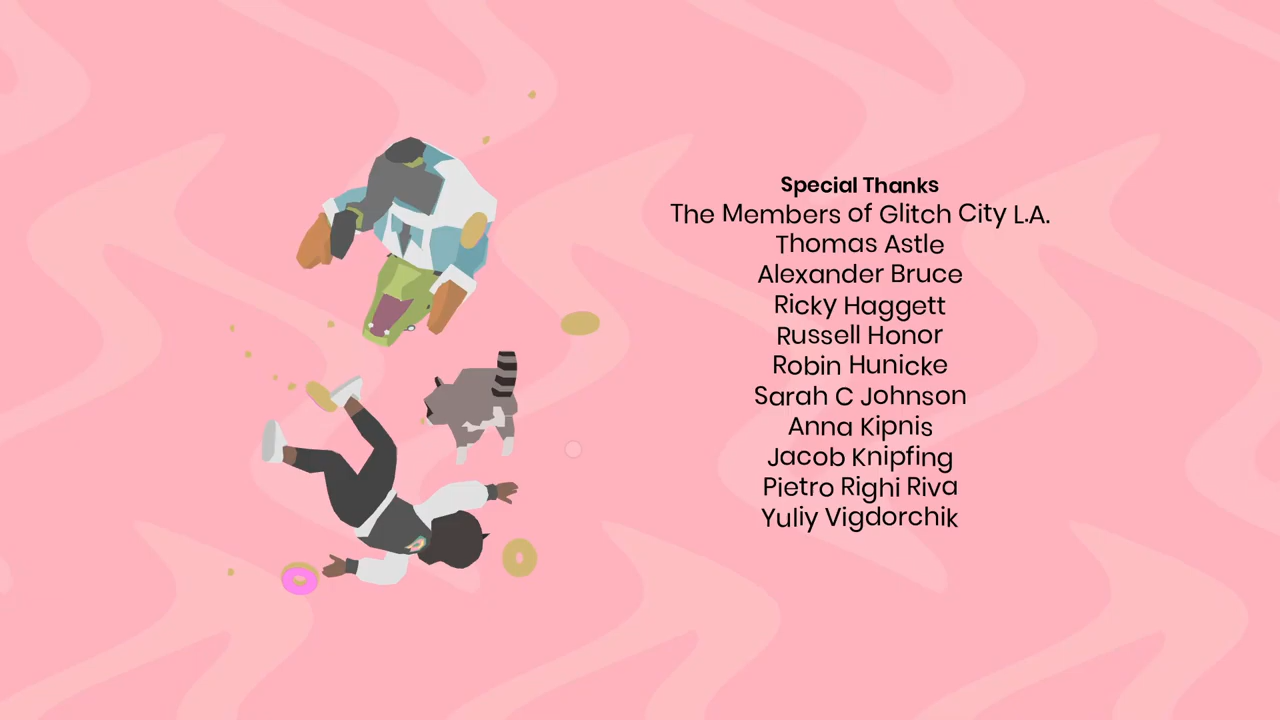 Special Thanks
The Members of Glitch City L.A.
Thomas Astle
Alexander Bruce
Ricky Haggett
Russell Honor
Robin Hunicke
Sarah C Johnson
Anna Kipnis
Jacob Knipfing
Pietro Righi Riva
Yuliy Vigdorchik